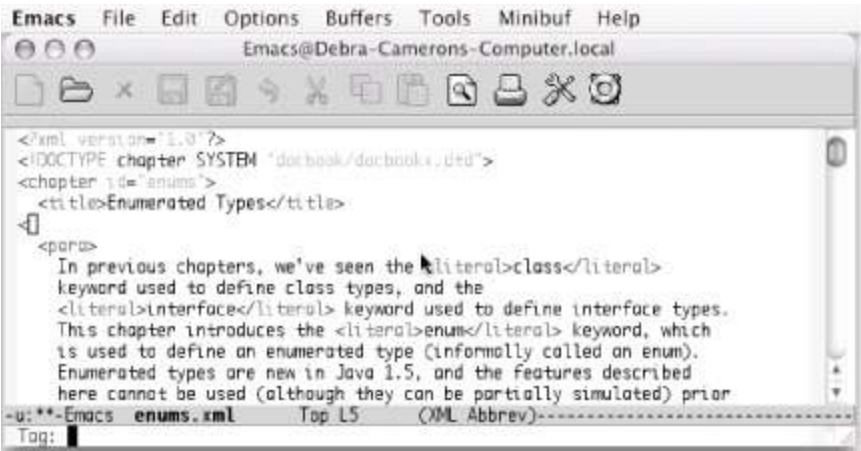 Emacs File Edit Options Buffers Tools Minibuf Help
Emacs@Debra-Camerons-Computer.local
<?xml version="1.0"?>
<!DOCTYPE chapter SYSTEM "docbook/docbookx.dtd">
<chapter id="enums">
<title>Enumerated Types</title>
<
<para>
In previous chapters, we've seen the <literal>class</literal>
keyword used to define class types, and the
<literal>interface</literal> keyword used to define interface types.
This chapter introduces the <literal>enum</literal> keyword, which
is used to define an enumerated type (informally called an enum).
Enumerated types are new in Java 1.5, and the features described
here cannot be used (although they can be partially simulated) prior
-u:**-Emacs enums.xml Top L5 (XML Abbrev)--------------------------------
Tag: